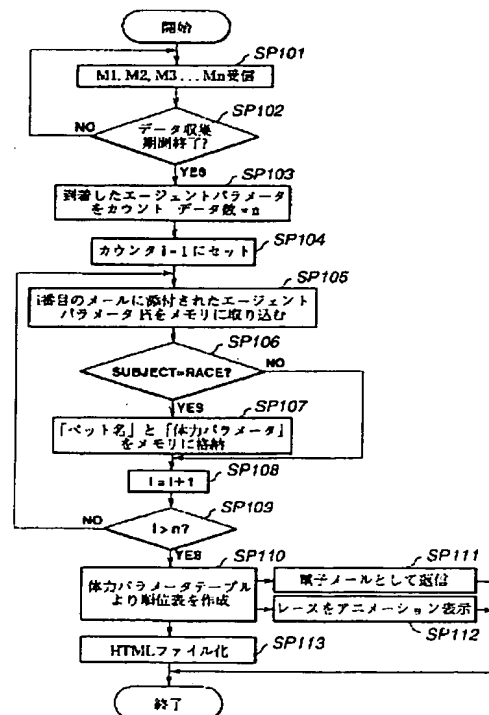 開始
SP101
M1, M2, M3 . . . Mn受信
SP102
データ収集
期間終了?
NO
YES
SP103
到着したエージェントパラメータ
をカウント データ数=n
SP104
カウンタi=1にセット
SP105
i番目のメールに添付されたエージェント
パラメータ Piをメモリに取り込む
SP106
SUBJECT=RACE?
NO
YES
SP107
「ペット名」と「体力パラメータ」
をメモリに格納
SP108
i=i+1
SP109
i>n?
NO
YES
SP110
体力パラメータテーブル
より順位表を作成
SP111
電子メールとして返信
レースをアニメーション表示
SP112
SP113
HTMLファイル化
終了